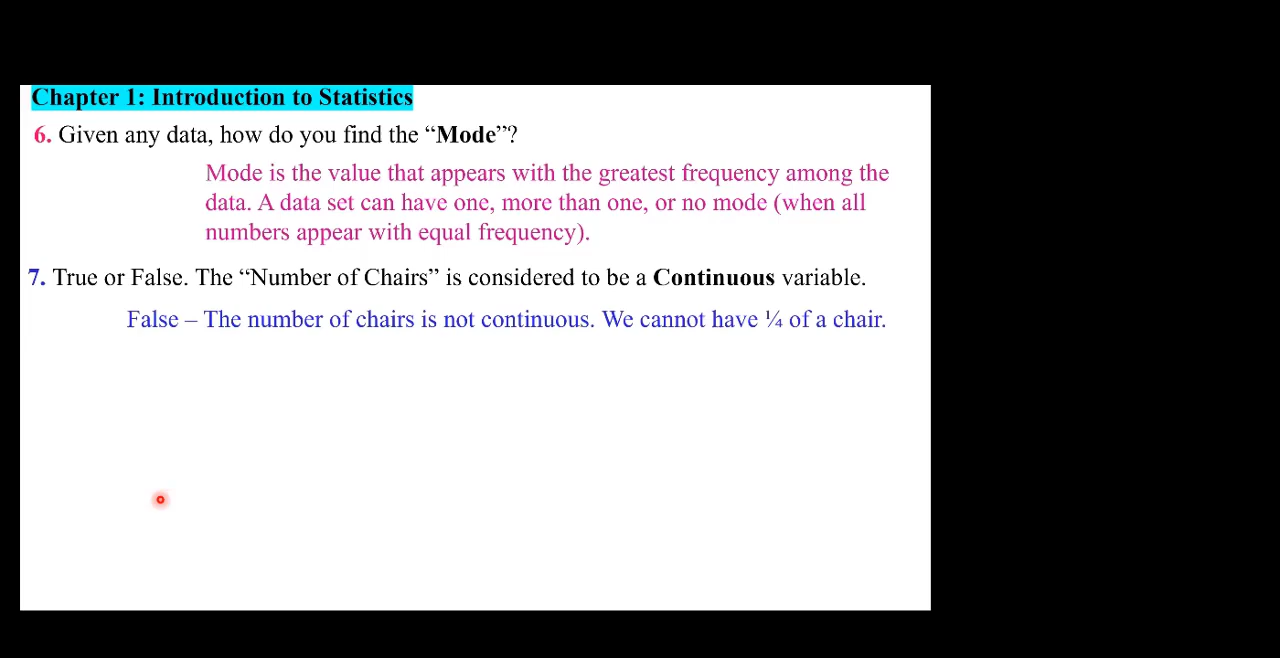 Chapter 1: Introduction to Statistics
6. Given any data, how do you find the “Mode”?
Mode is the value that appears with the greatest frequency among the
data. A data set can have one, more than one, or no mode (when all
numbers appear with equal frequency).
7. True or False. The “Number of Chairs” is considered to be a Continuous variable.
False – The number of chairs is not continuous. We cannot have ¼ of a chair.